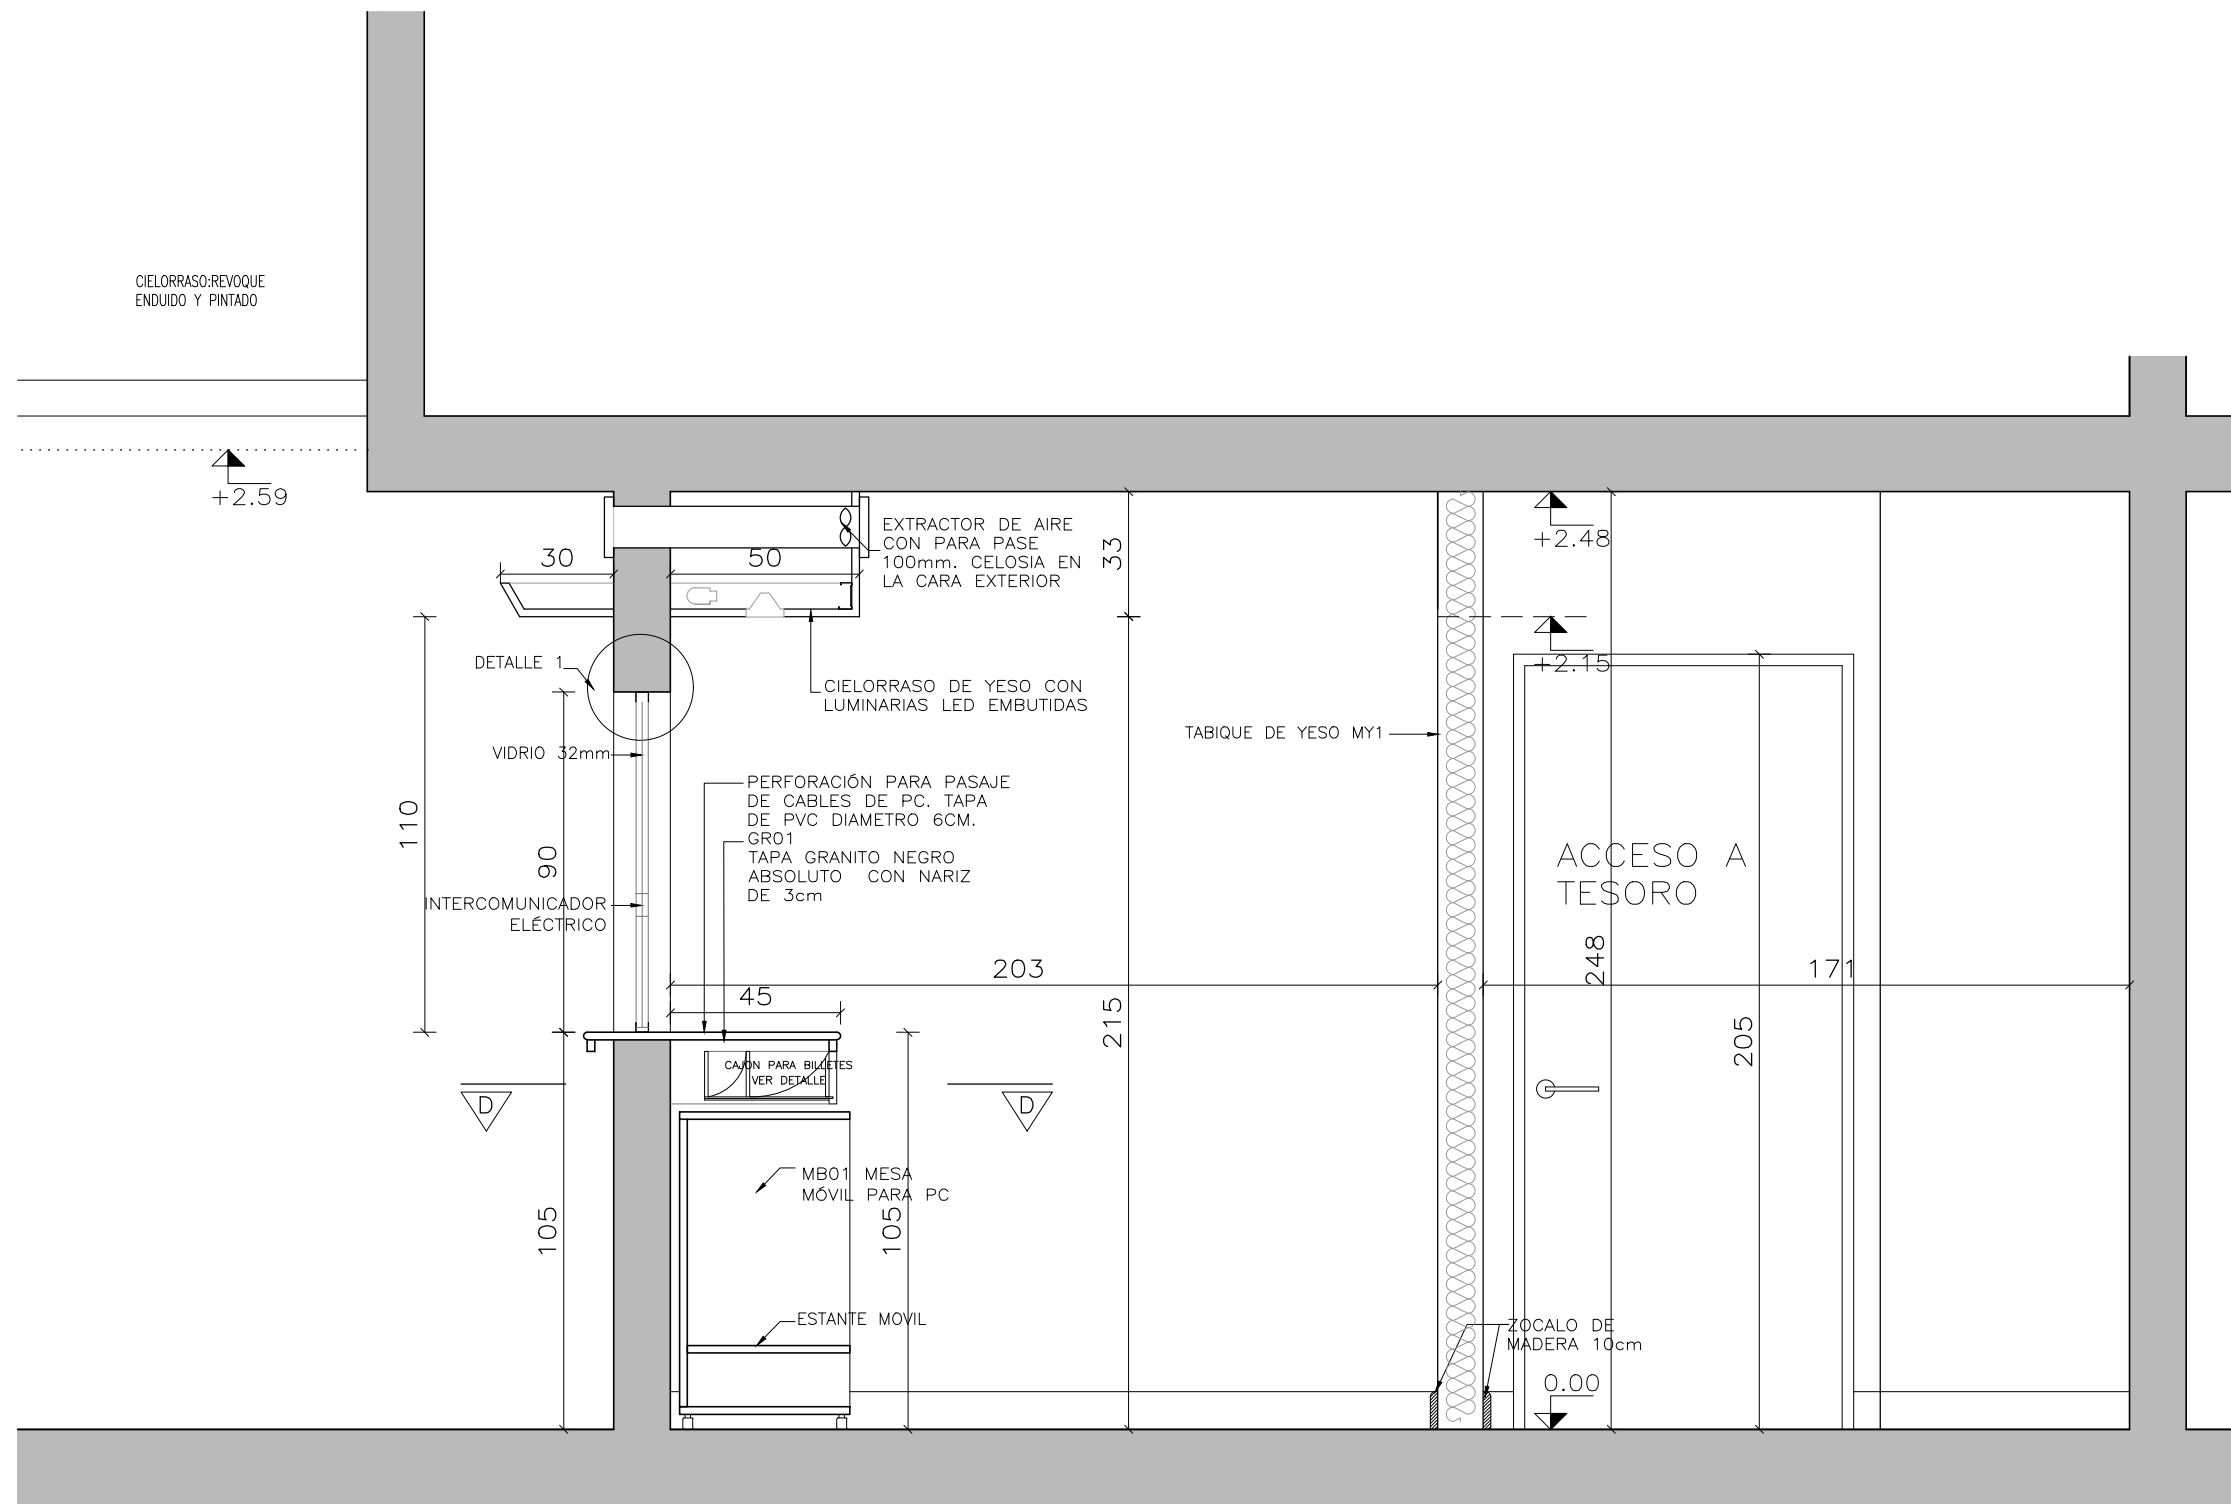 CIELORRASO:REVOQUE
ENDUIDO Y PINTADO
+2.59
EXTRACTOR DE AIRE
CON PARA PASE
100mm. CELOSIA EN
LA CARA EXTERIOR
30
50
33
+2.48
DETALLE 1
+2.15
CIELORRASO DE YESO CON
LUMINARIAS LED EMBUTIDAS
TABIQUE DE YESO MY1
VIDRIO 32mm
PERFORACIÓN PARA PASAJE
DE CABLES DE PC. TAPA
DE PVC DIAMETRO 6CM.
GR01
TAPA GRANITO NEGRO
ABSOLUTO CON NARIZ
DE 3cm
110
90
ACCESO A
TESORO
INTERCOMUNICADOR
ELÉCTRICO
203
248
171
45
215
205
CAJON PARA BILLETES
VER DETALLE
D
D
MB01 MESA
MÓVIL PARA PC
105
105
ESTANTE MOVIL
ZOCALO DE
MADERA 10cm
0.00